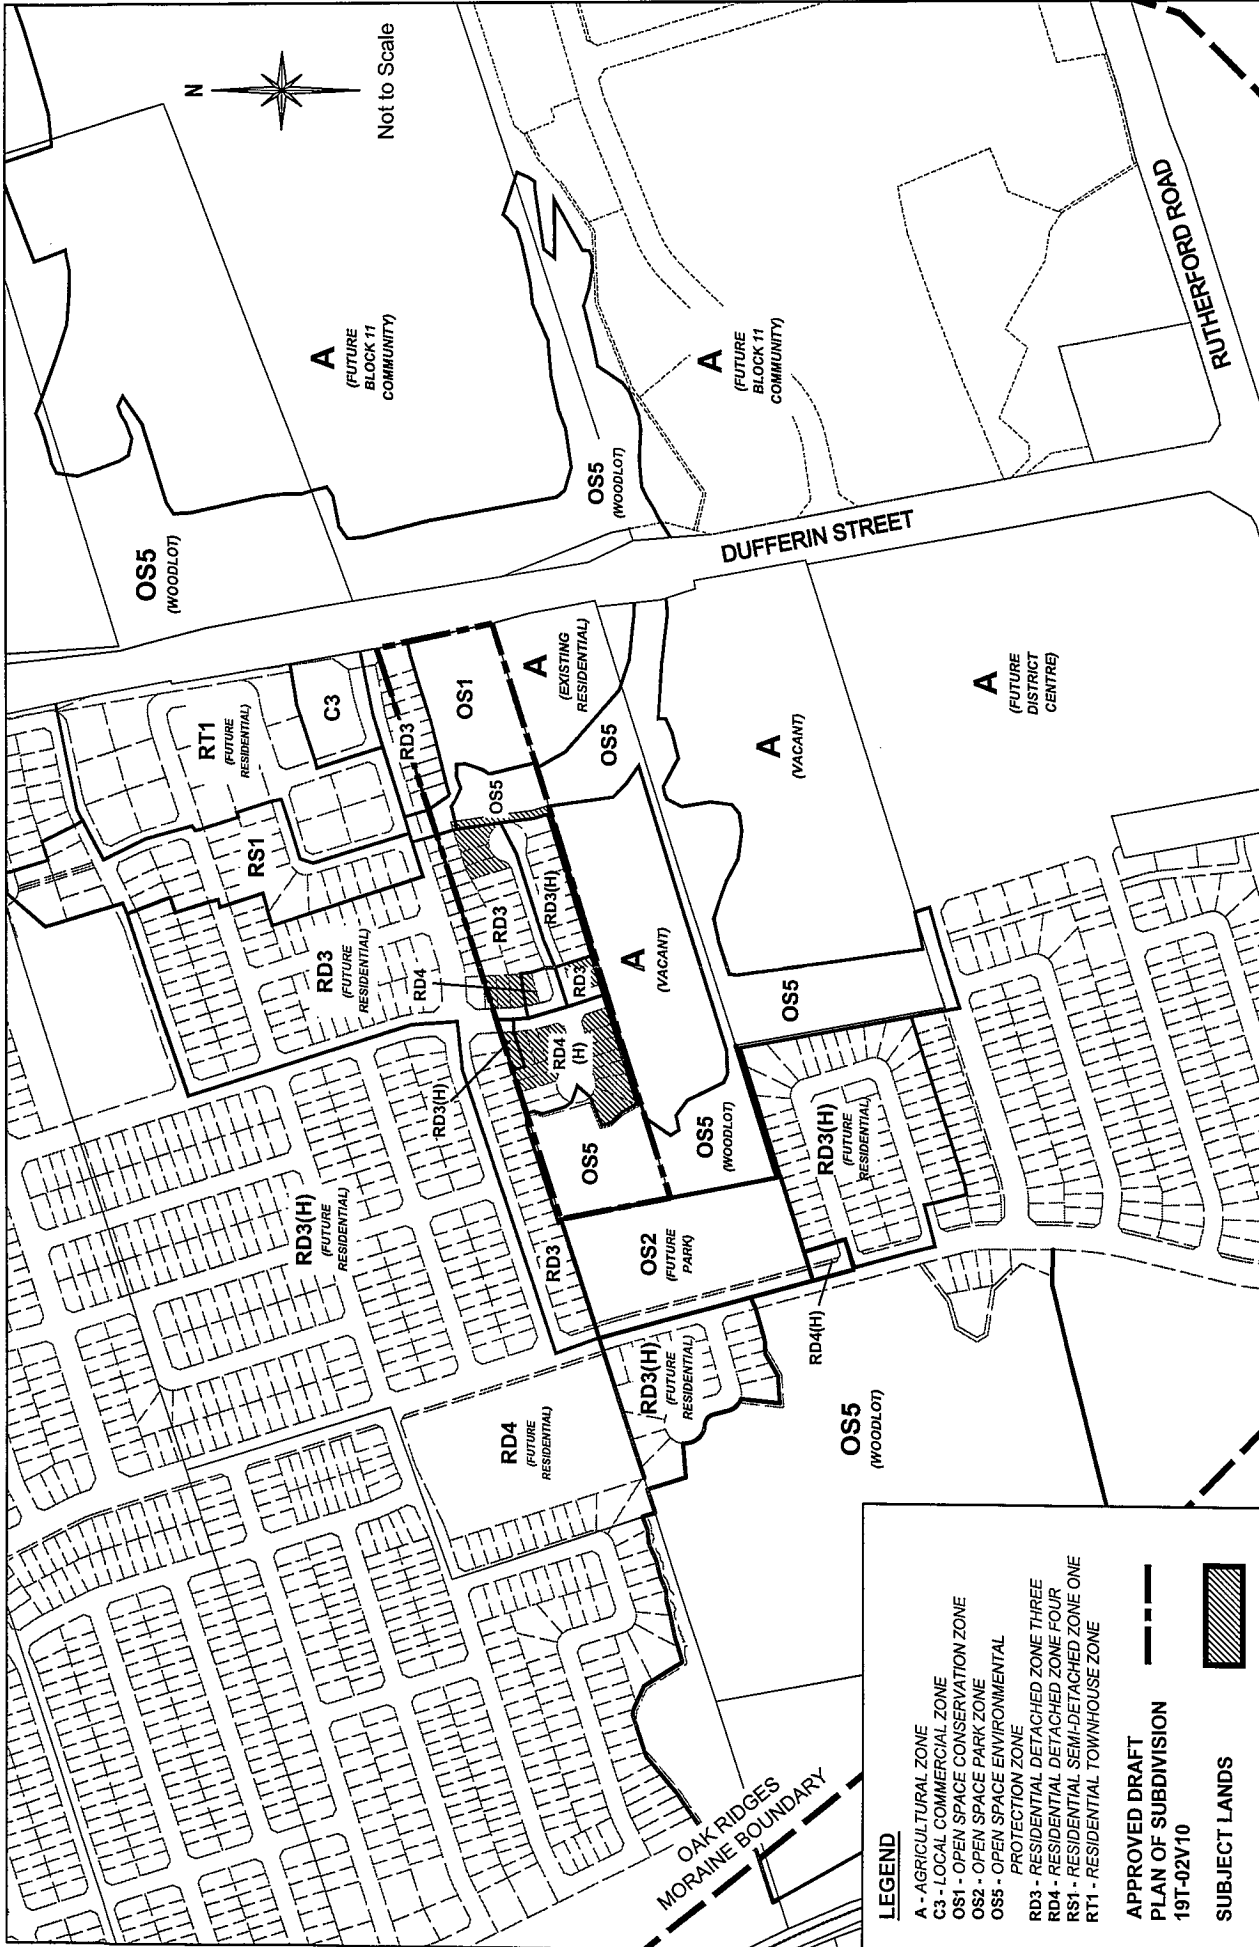 N
Not to Scale
OS5
(WOODLOT)
A
(FUTURE
BLOCK 11
COMMUNITY)
OS5
(WOODLOT)
A
(FUTURE
BLOCK 11
COMMUNITY)
RUTHERFORD ROAD
DUFFERIN STREET
RT1
(FUTURE
RESIDENTIAL)
C3
RS1
RD3
OS1
A
(EXISTING
RESIDENTIAL)
OS5
OS5
A
(VACANT)
A
(FUTURE
DISTRICT
CENTRE)
RD3
(FUTURE
RESIDENTIAL)
RD4
RD3
RD3(H)
RD3
A
(VACANT)
OS5
RD3(H)
RD4
(H)
OS5
OS5
(WOODLOT)
RD3(H)
(FUTURE
RESIDENTIAL)
RD3(H)
(FUTURE
RESIDENTIAL)
RD3
OS2
(FUTURE
PARK)
RD4(H)
RD4
(FUTURE
RESIDENTIAL)
RD3(H)
(FUTURE
RESIDENTIAL)
OS5
(WOODLOT)
OAK RIDGES
MORAINE BOUNDARY
LEGEND
A - AGRICULTURAL ZONE
C3 - LOCAL COMMERCIAL ZONE
OS1 - OPEN SPACE CONSERVATION ZONE
OS2 - OPEN SPACE PARK ZONE
OS5 - OPEN SPACE ENVIRONMENTAL
PROTECTION ZONE
RD3 - RESIDENTIAL DETACHED ZONE THREE
RD4 - RESIDENTIAL DETACHED ZONE FOUR
RS1 - RESIDENTIAL SEMI-DETACHED ZONE ONE
RT1 - RESIDENTIAL TOWNHOUSE ZONE
APPROVED DRAFT
PLAN OF SUBDIVISION
19T-02V10
SUBJECT LANDS